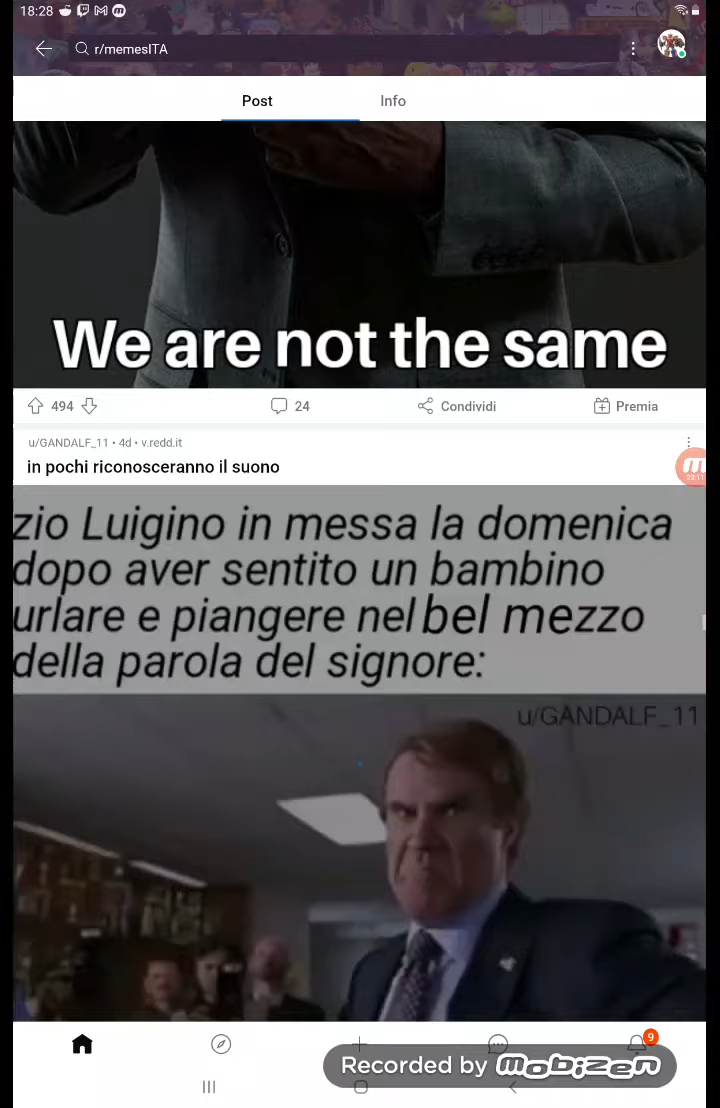 18:28
r/memesITA
Post
Info
We are not the same
494
24
Condividi
Premia
u/GANDALF_11 • 4d • v.redd.it
in pochi riconosceranno il suono
23:11
zio Luigino in messa la domenica
dopo aver sentito un bambino
urlare e piangere nel bel mezzo
della parola del signore:
u/GANDALF_11
9
Recorded by Mobizen